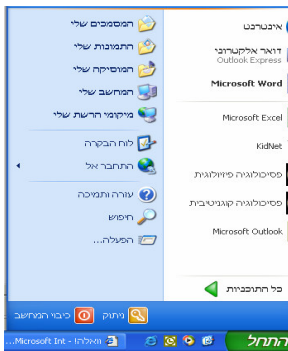 אינטרנט
דואר אלקטרוני
Outlook Express
Microsoft Word
Microsoft Excel
KidNet
פסיכולוגיה פיזיולוגית
פסיכולוגיה קוגניטיבית
Microsoft Outlook
כל התוכניות
המסמכים שלי
התמונות שלי
המוסיקה שלי
המחשב שלי
מיקומי הרשת שלי
לוח הבקרה
התחבר אל
עזרה ותמיכה
חיפוש
הפעלה...
ניתוק
כיבוי המחשב
התחל
וואלה! - Microsoft Int...